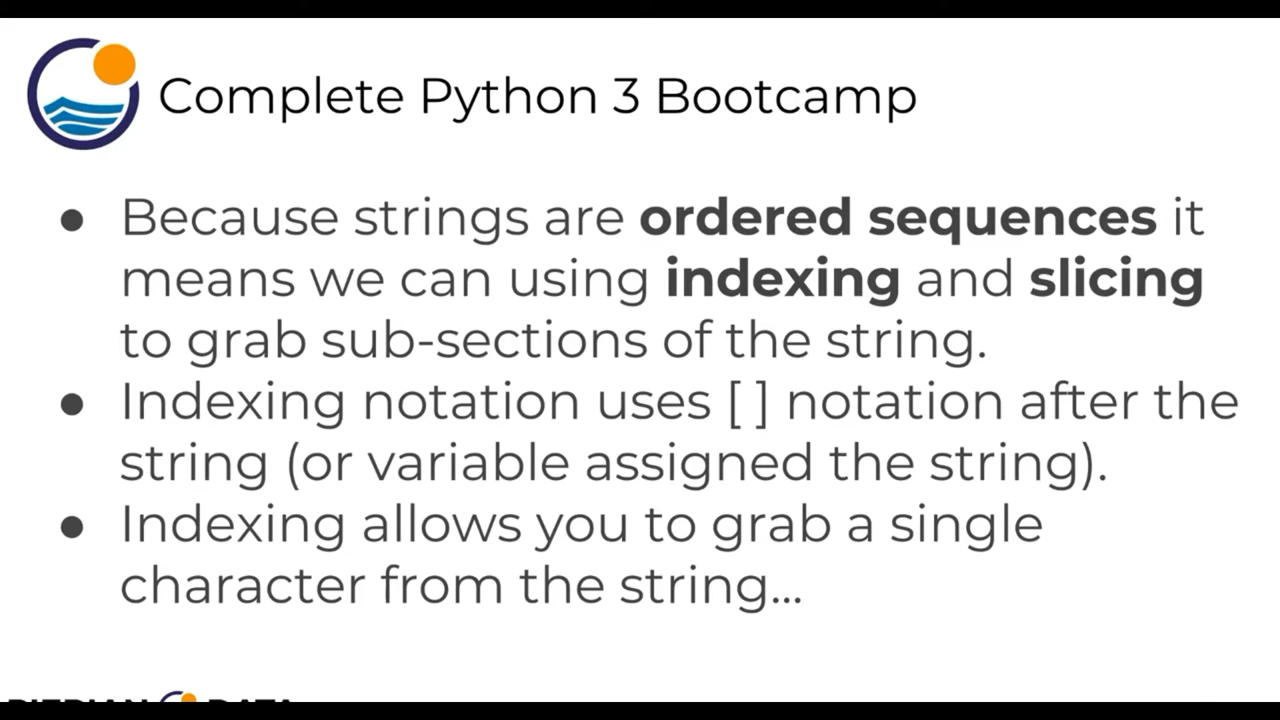 Complete Python 3 Bootcamp
● Because strings are ordered sequences it
means we can using indexing and slicing
to grab sub-sections of the string.
● Indexing notation uses [ ] notation after the
string (or variable assigned the string).
● Indexing allows you to grab a single
character from the string...
PIERIAN DATA